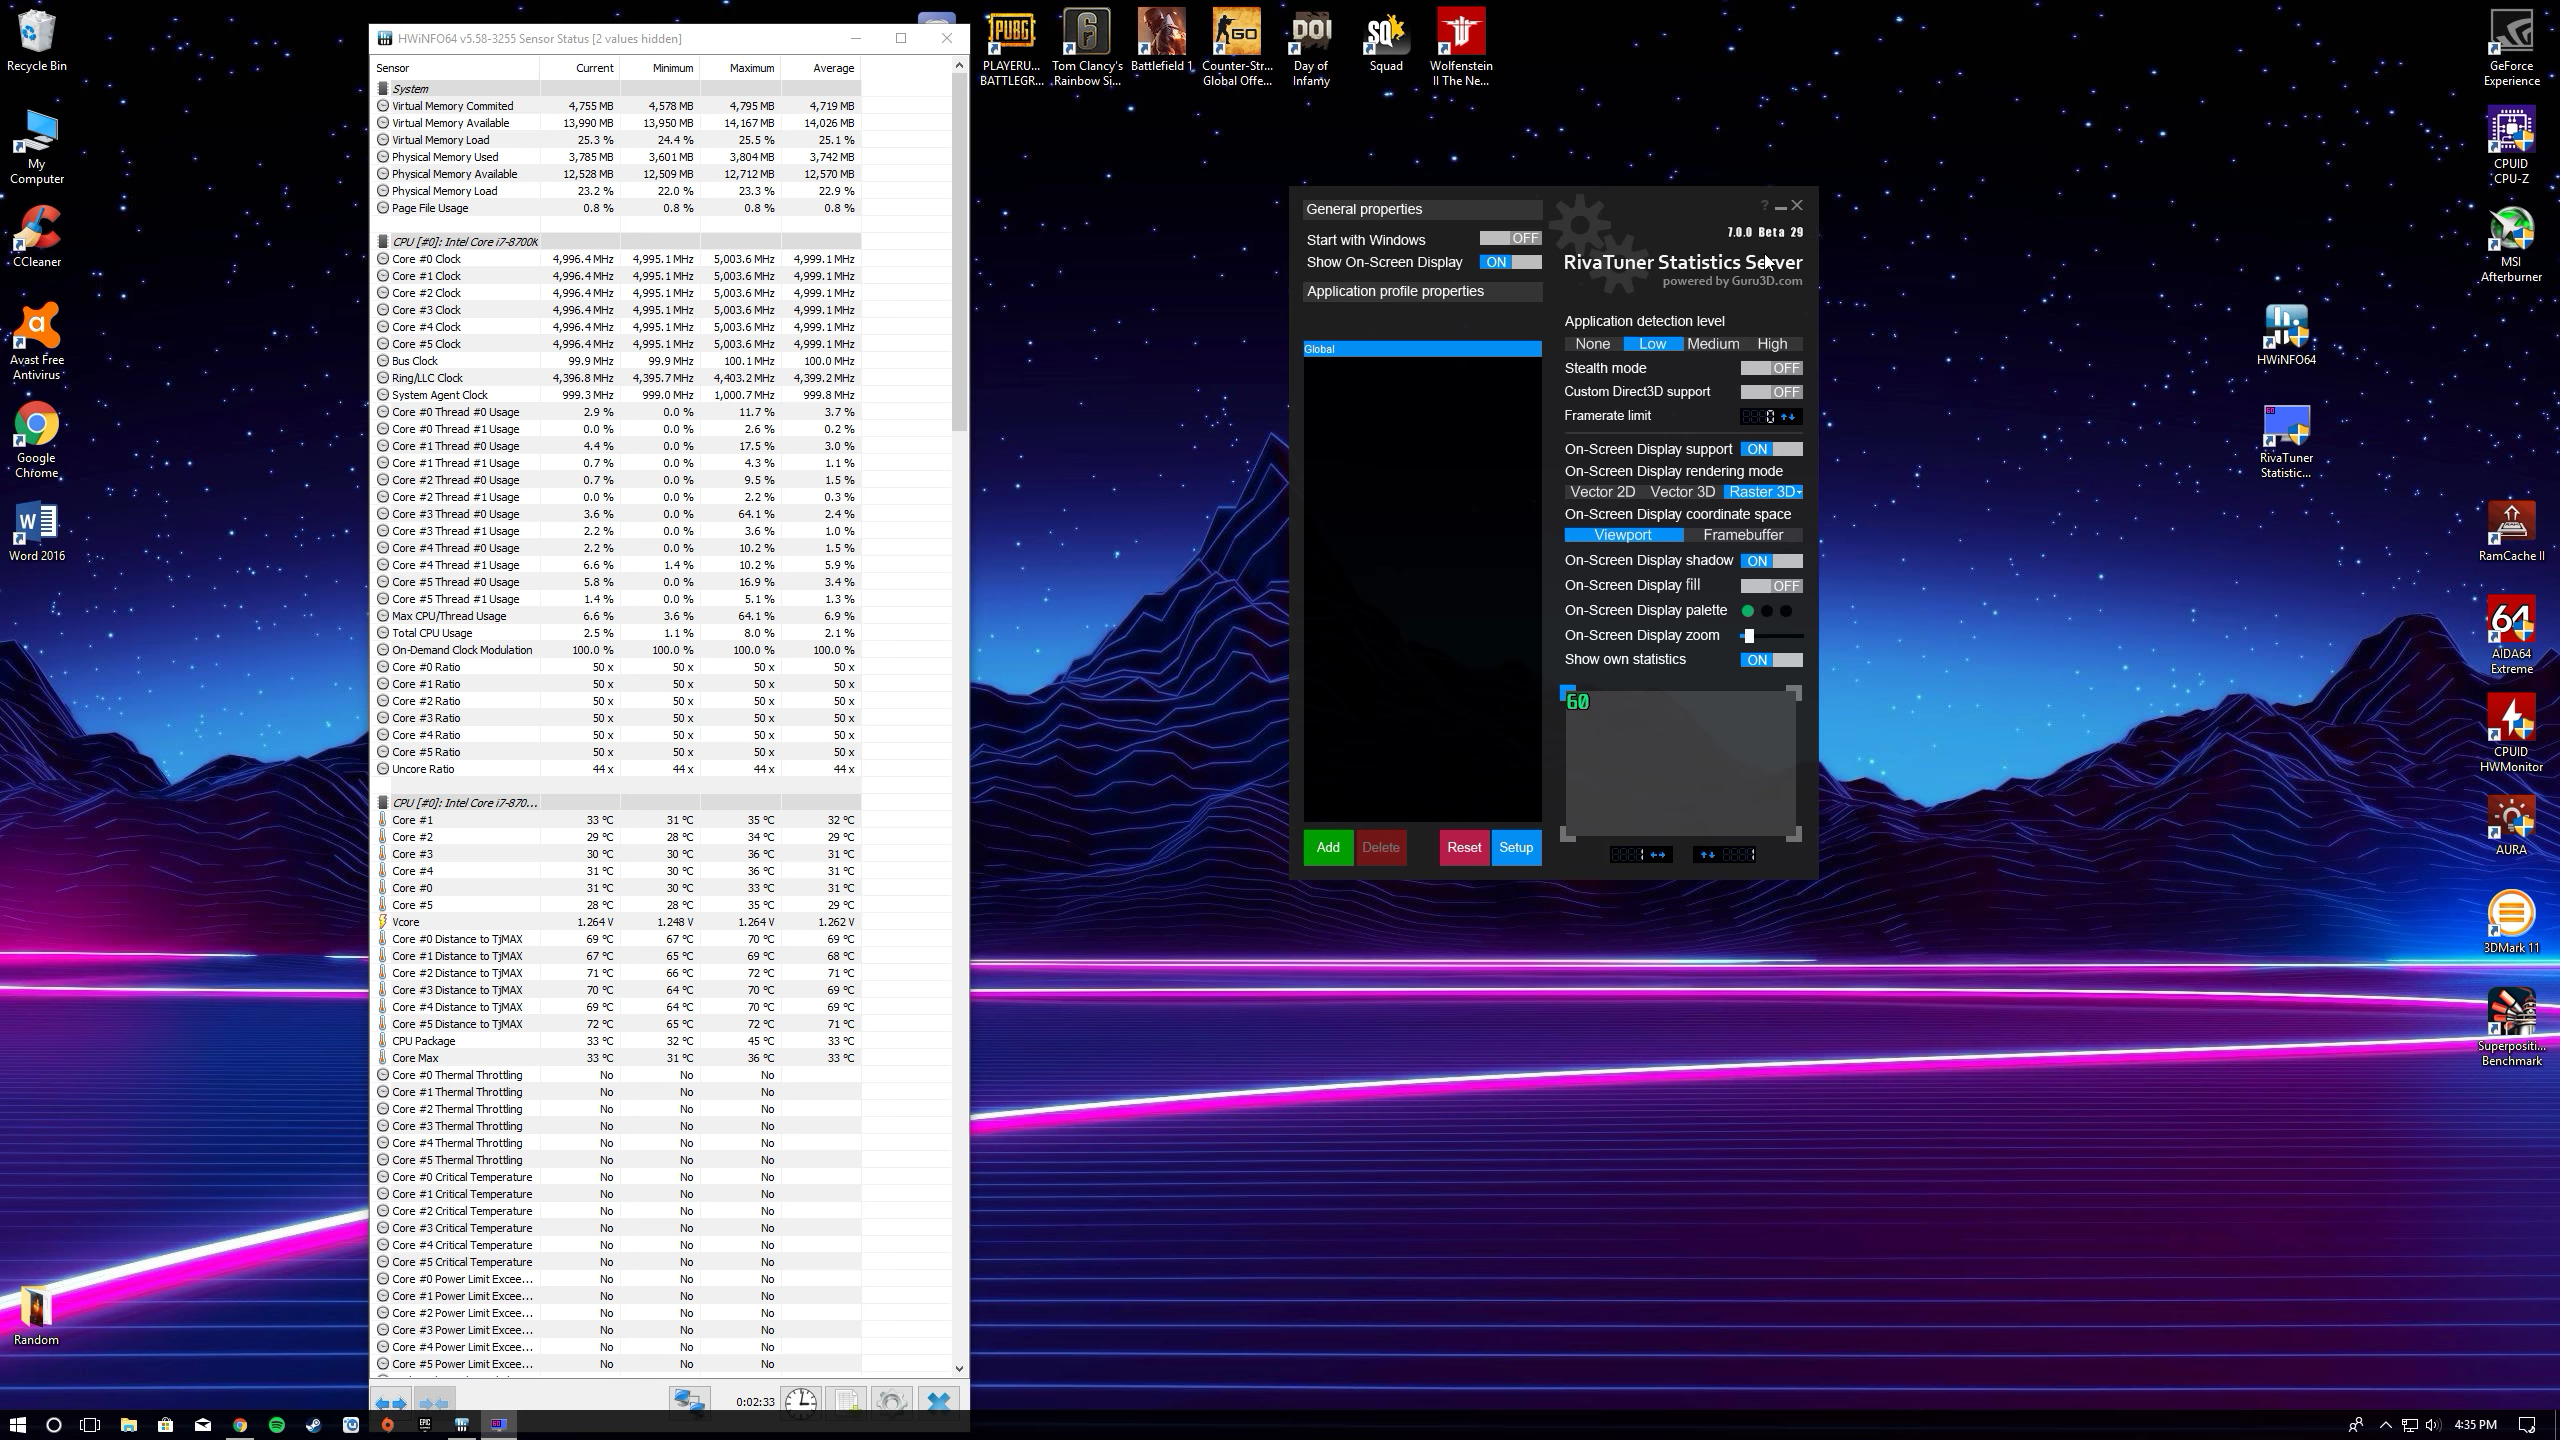 Recycle Bin
My
Computer
CCleaner
Avast Free
Antivirus
Google
Chrome
Word 2016
Random
HWiNFO64 v5.58-3255 Sensor Status [2 values hidden]
Sensor Current Minimum Maximum Average
System
Virtual Memory Commited 4,755 MB 4,578 MB 4,795 MB 4,719 MB
Virtual Memory Available 13,990 MB 13,950 MB 14,167 MB 14,026 MB
Virtual Memory Load 25.3 % 24.4 % 25.5 % 25.1 %
Physical Memory Used 3,785 MB 3,601 MB 3,804 MB 3,742 MB
Physical Memory Available 12,528 MB 12,509 MB 12,712 MB 12,570 MB
Physical Memory Load 23.2 % 22.0 % 23.3 % 22.9 %
Page File Usage 0.8 % 0.8 % 0.8 % 0.8 %
CPU [#0]: Intel Core i7-8700K
Core #0 Clock 4,996.4 MHz 4,995.1 MHz 5,003.6 MHz 4,999.1 MHz
Core #1 Clock 4,996.4 MHz 4,995.1 MHz 5,003.6 MHz 4,999.1 MHz
Core #2 Clock 4,996.4 MHz 4,995.1 MHz 5,003.6 MHz 4,999.1 MHz
Core #3 Clock 4,996.4 MHz 4,995.1 MHz 5,003.6 MHz 4,999.1 MHz
Core #4 Clock 4,996.4 MHz 4,995.1 MHz 5,003.6 MHz 4,999.1 MHz
Core #5 Clock 4,996.4 MHz 4,995.1 MHz 5,003.6 MHz 4,999.1 MHz
Bus Clock 99.9 MHz 99.9 MHz 100.1 MHz 100.0 MHz
Ring/LLC Clock 4,396.8 MHz 4,395.7 MHz 4,403.2 MHz 4,399.2 MHz
System Agent Clock 999.3 MHz 999.0 MHz 1,000.7 MHz 999.8 MHz
Core #0 Thread #0 Usage 2.9 % 0.0 % 11.7 % 3.7 %
Core #0 Thread #1 Usage 0.0 % 0.0 % 2.6 % 0.2 %
Core #1 Thread #0 Usage 4.4 % 0.0 % 17.5 % 3.0 %
Core #1 Thread #1 Usage 0.7 % 0.0 % 4.3 % 1.1 %
Core #2 Thread #0 Usage 0.7 % 0.0 % 9.5 % 1.5 %
Core #2 Thread #1 Usage 0.0 % 0.0 % 2.2 % 0.3 %
Core #3 Thread #0 Usage 3.6 % 0.0 % 64.1 % 2.4 %
Core #3 Thread #1 Usage 2.2 % 0.0 % 3.6 % 1.0 %
Core #4 Thread #0 Usage 2.2 % 0.0 % 10.2 % 1.5 %
Core #4 Thread #1 Usage 6.6 % 1.4 % 10.2 % 5.9 %
Core #5 Thread #0 Usage 5.8 % 0.0 % 16.9 % 3.4 %
Core #5 Thread #1 Usage 1.4 % 0.0 % 5.1 % 1.3 %
Max CPU/Thread Usage 6.6 % 3.6 % 64.1 % 6.9 %
Total CPU Usage 2.5 % 1.1 % 8.0 % 2.1 %
On-Demand Clock Modulation 100.0 % 100.0 % 100.0 % 100.0 %
Core #0 Ratio 50 x 50 x 50 x 50 x
Core #1 Ratio 50 x 50 x 50 x 50 x
Core #2 Ratio 50 x 50 x 50 x 50 x
Core #3 Ratio 50 x 50 x 50 x 50 x
Core #4 Ratio 50 x 50 x 50 x 50 x
Core #5 Ratio 50 x 50 x 50 x 50 x
Uncore Ratio 44 x 44 x 44 x 44 x
CPU [#0]: Intel Core i7-870...
Core #1 33 °C 31 °C 35 °C 32 °C
Core #2 29 °C 28 °C 34 °C 29 °C
Core #3 30 °C 30 °C 36 °C 31 °C
Core #4 31 °C 30 °C 36 °C 31 °C
Core #0 31 °C 30 °C 33 °C 31 °C
Core #5 28 °C 28 °C 35 °C 29 °C
Vcore 1.264 V 1.248 V 1.264 V 1.262 V
Core #0 Distance to TjMAX 69 °C 67 °C 70 °C 69 °C
Core #1 Distance to TjMAX 67 °C 65 °C 69 °C 68 °C
Core #2 Distance to TjMAX 71 °C 66 °C 72 °C 71 °C
Core #3 Distance to TjMAX 70 °C 64 °C 70 °C 69 °C
Core #4 Distance to TjMAX 69 °C 64 °C 70 °C 69 °C
Core #5 Distance to TjMAX 72 °C 65 °C 72 °C 71 °C
CPU Package 33 °C 32 °C 45 °C 33 °C
Core Max 33 °C 31 °C 36 °C 33 °C
Core #0 Thermal Throttling No No No
Core #1 Thermal Throttling No No No
Core #2 Thermal Throttling No No No
Core #3 Thermal Throttling No No No
Core #4 Thermal Throttling No No No
Core #5 Thermal Throttling No No No
Core #0 Critical Temperature No No No
Core #1 Critical Temperature No No No
Core #2 Critical Temperature No No No
Core #3 Critical Temperature No No No
Core #4 Critical Temperature No No No
Core #5 Critical Temperature No No No
Core #0 Power Limit Excee... No No No
Core #1 Power Limit Excee... No No No
Core #2 Power Limit Excee... No No No
Core #3 Power Limit Excee... No No No
Core #4 Power Limit Excee... No No No
Core #5 Power Limit Excee... No No No
0:02:33
PUBG
PLAYERU...
BATTLEGR...
6
Tom Clancy's
Rainbow Si...
Battlefield 1
GO
Counter-Str...
Global Offe...
DOI
Day of
Infamy
SQ
Squad
Wolfenstein
II The Ne...
General properties
Start with Windows OFF
Show On-Screen Display ON
Application profile properties
Global
Add Delete Reset Setup
? 
7.0.0 Beta 29
RivaTuner Statistics Server
powered by Guru3D.com
Application detection level
None Low Medium High
Stealth mode OFF
Custom Direct3D support OFF
Framerate limit 0
On-Screen Display support ON
On-Screen Display rendering mode
Vector 2D Vector 3D Raster 3D
On-Screen Display coordinate space
Viewport Framebuffer
On-Screen Display shadow ON
On-Screen Display fill OFF
On-Screen Display palette
On-Screen Display zoom
Show own statistics ON
60
1 1
HWiNFO64
60
RivaTuner
Statistic...
GeForce
Experience
CPUID
CPU-Z
MSI
Afterburner
RamCache II
64
AIDA64
Extreme
CPUID
HWMonitor
AURA
3DMark 11
Superpositi...
Benchmark
EPIC
60
4:35 PM